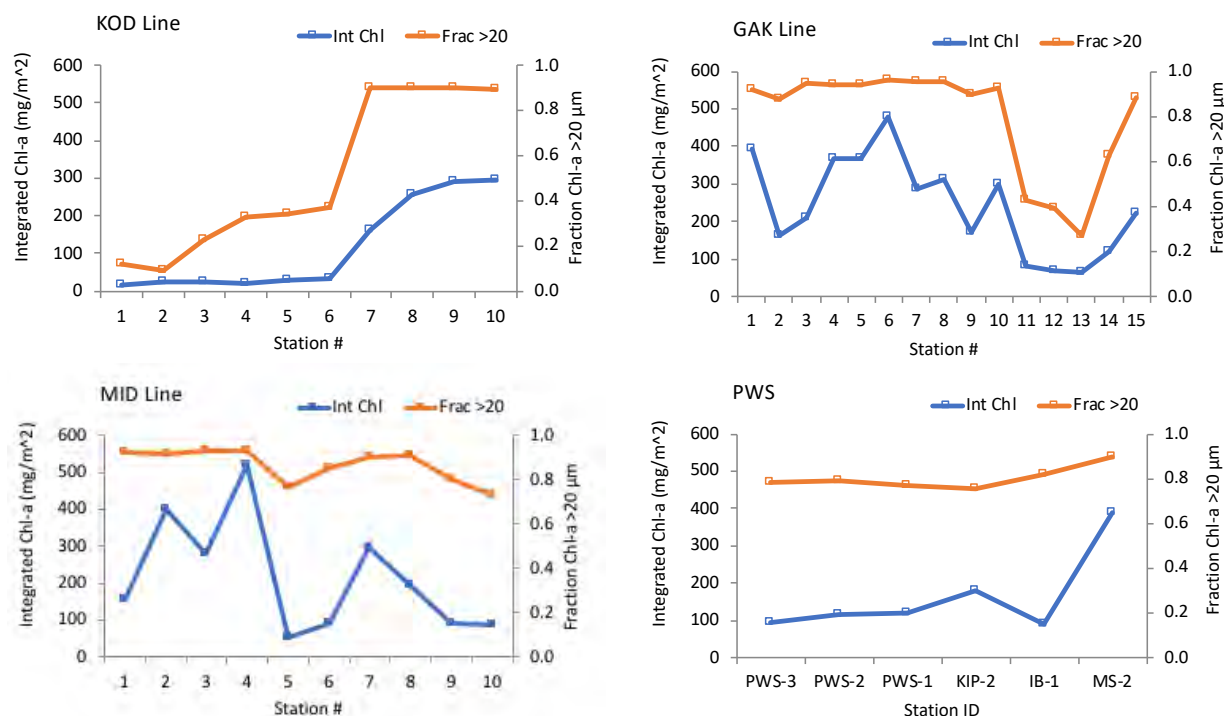 KOD Line
Int Chl Frac >20
Integrated Chl-a (mg/m^2)
600
500
400
300
200
100
0
1.0
0.8
0.6
0.4
0.2
0.0
Fraction Chl-a >20 µm
1 2 3 4 5 6 7 8 9 10
Station #
GAK Line
Int Chl Frac >20
Integrated Chl-a (mg/m^2)
600
500
400
300
200
100
0
1.0
0.8
0.6
0.4
0.2
0.0
Fraction Chl-a >20 µm
1 2 3 4 5 6 7 8 9 10 11 12 13 14 15
Station #
MID Line
Int Chl Frac >20
Integrated Chl-a (mg/m^2)
600
500
400
300
200
100
0
1.0
0.8
0.6
0.4
0.2
0.0
Fraction Chl-a >20 µm
1 2 3 4 5 6 7 8 9 10
Station #
PWS
Int Chl Frac >20
Integrated Chl-a (mg/m^2)
600
500
400
300
200
100
0
1.0
0.8
0.6
0.4
0.2
0.0
Fraction Chl-a >20 µm
PWS-3 PWS-2 PWS-1 KIP-2 IB-1 MS-2
Station ID